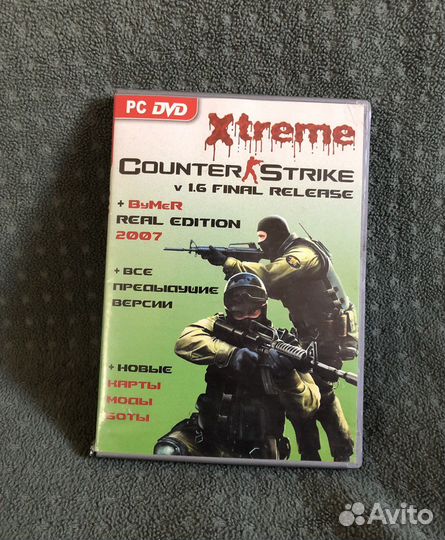 PC DVD
Xtreme
COUNTER STRIKE
V 1.6 FINAL RELEASE
+ ByMeR
REAL EDITION
2007
+ ВСЕ
ПРЕДЫДУЩИЕ
ВЕРСИИ
+ НОВЫЕ
КАРТЫ
МОДЫ
БОТЫ
Avito